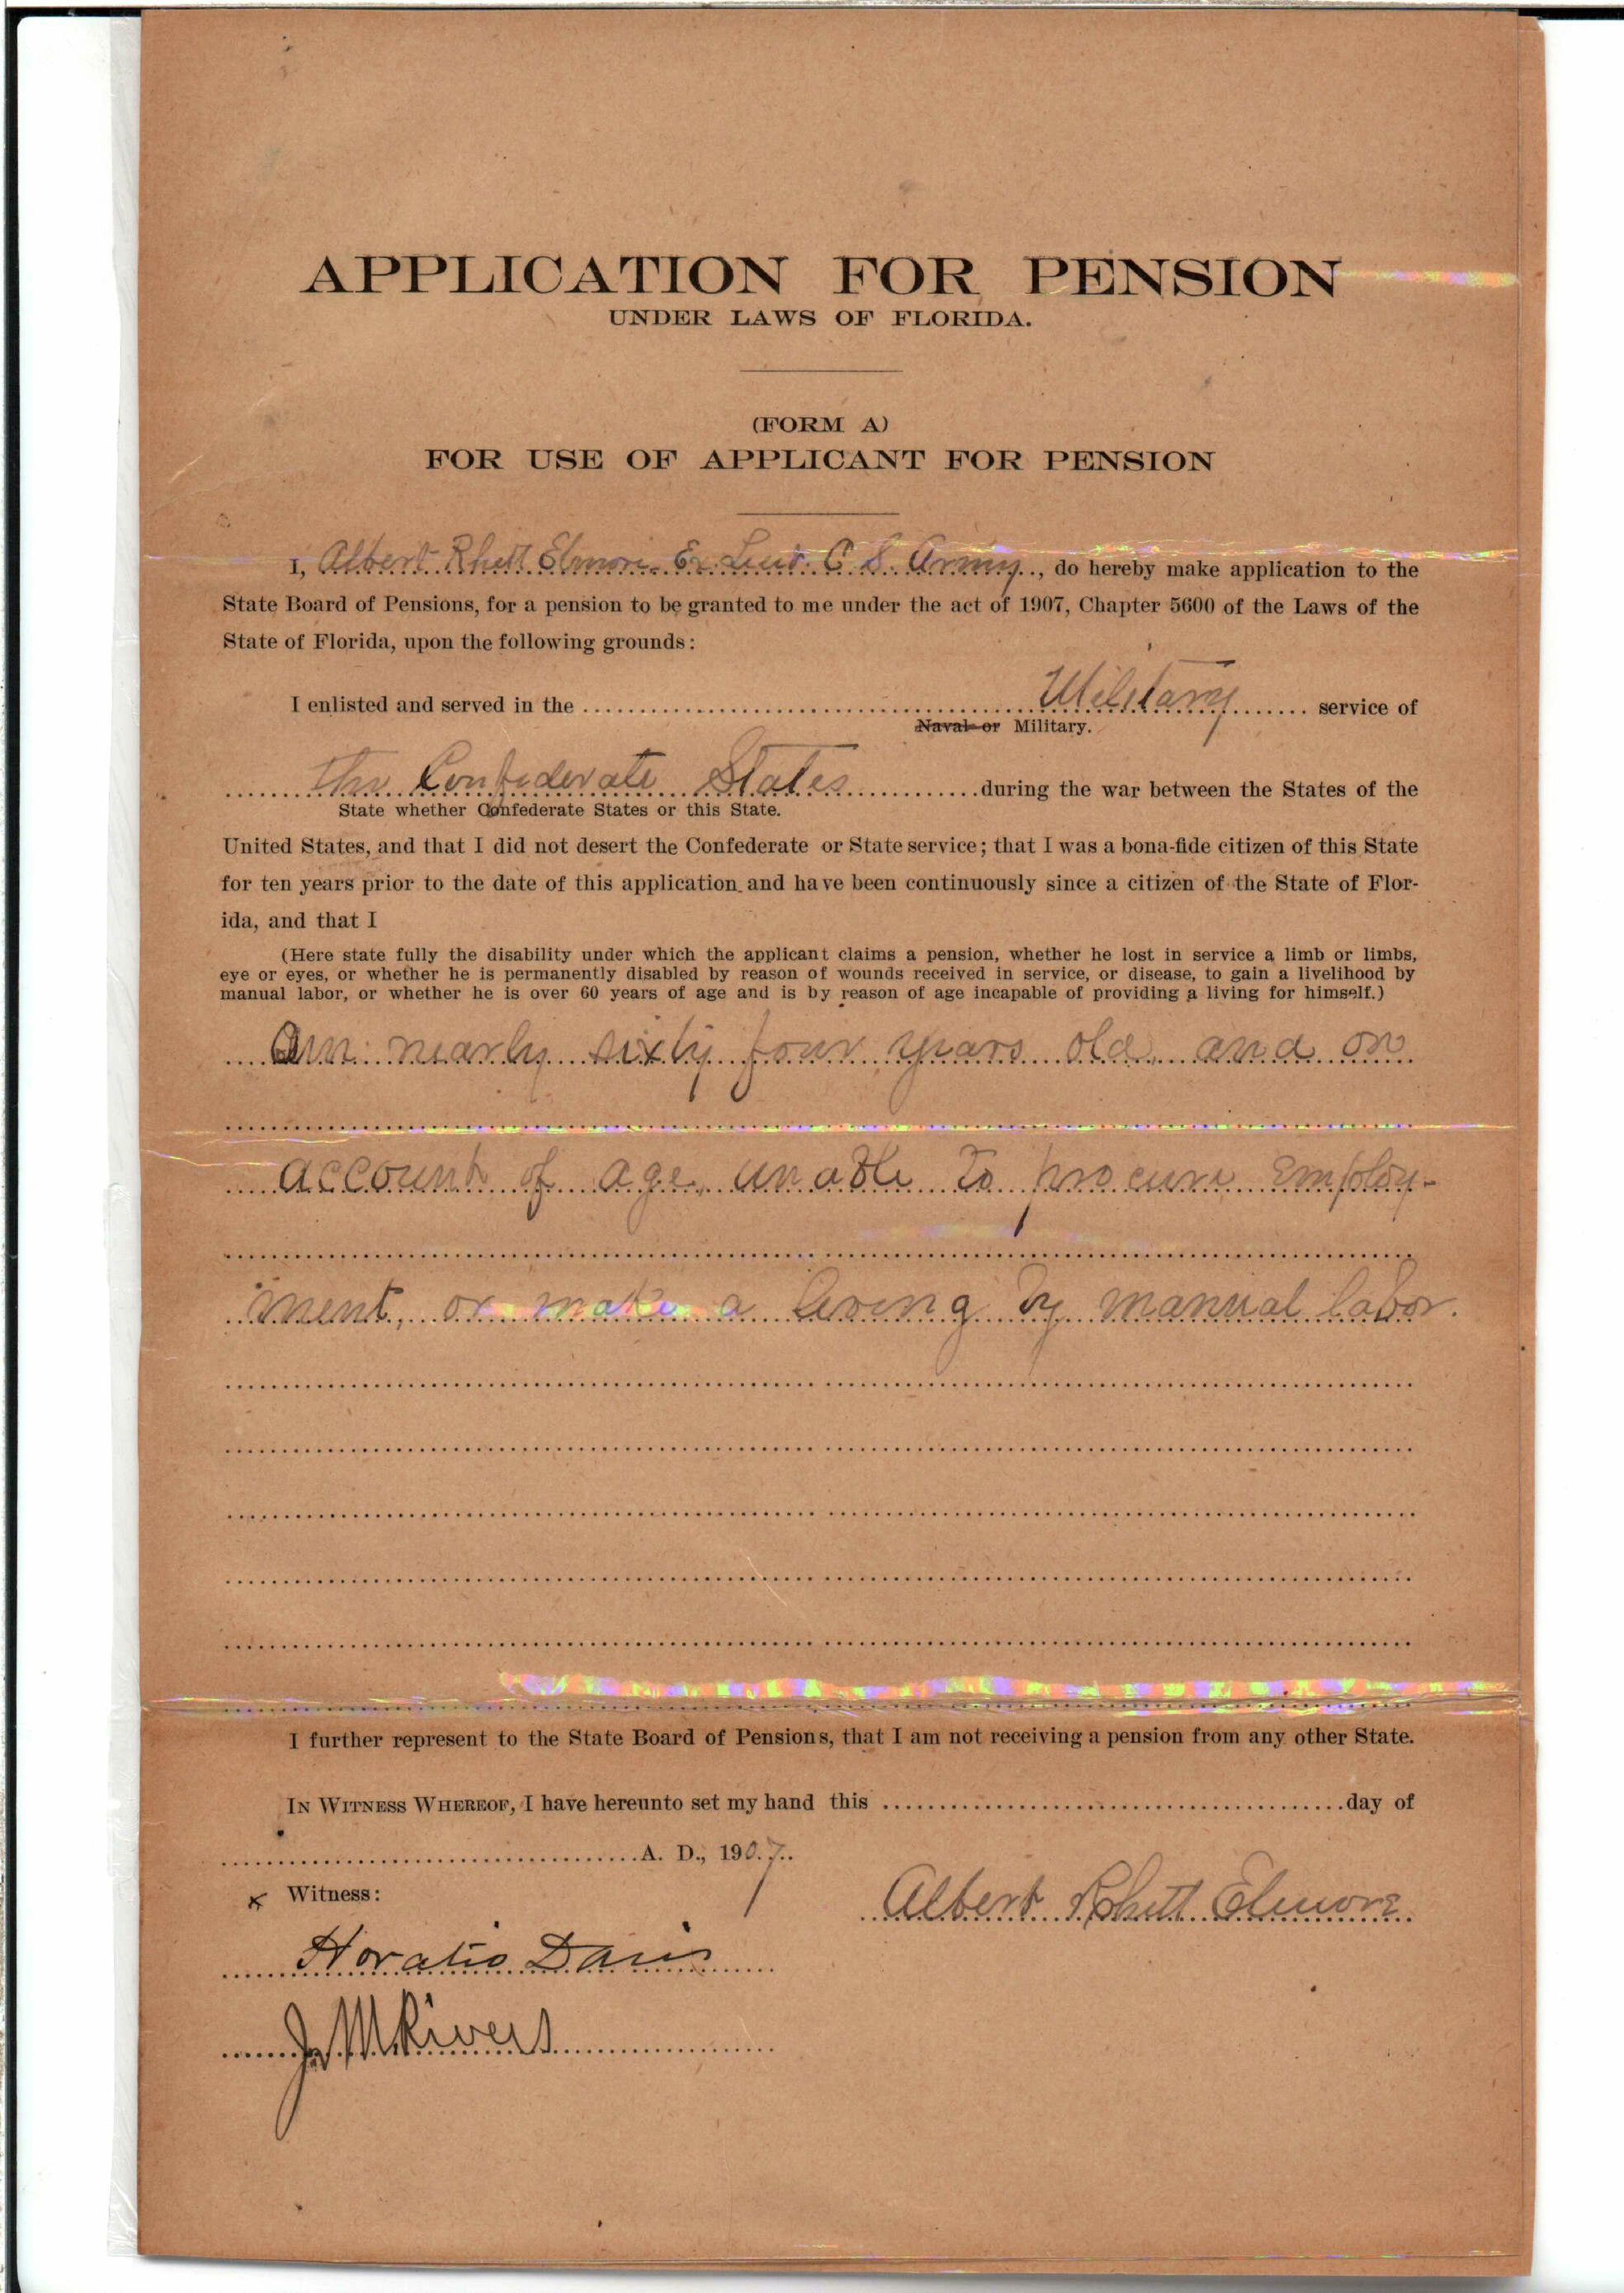 APPLICATION FOR PENSION
UNDER LAWS OF FLORIDA.
(FORM A)
FOR USE OF APPLICANT FOR PENSION
I, Albert Rhett Elmore Ex Lieut. C S Army, do hereby make application to the
State Board of Pensions, for a pension to be granted to me under the act of 1907, Chapter 5600 of the Laws of the
State of Florida, upon the following grounds:
I enlisted and served in the Military service of
Naval or Military.
The Confederate States during the war between the States of the
State whether Confederate States or this State.
United States, and that I did not desert the Confederate or State service; that I was a bona-fide citizen of this State
for ten years prior to the date of this application and have been continuously since a citizen of the State of Flor-
ida, and that I
(Here state fully the disability under which the applicant claims a pension, whether he lost in service a limb or limbs,
eye or eyes, or whether he is permanently disabled by reason of wounds received in service, or disease, to gain a livelihood by
manual labor, or whether he is over 60 years of age and is by reason of age incapable of providing a living for himself.)
Am nearly sixty four years old, and on
account of age, unable to procure employ-
ment, or make a living by manual labor.
I further represent to the State Board of Pensions, that I am not receiving a pension from any other State.
IN WITNESS WHEREOF, I have hereunto set my hand this day of
A. D., 1907.
x Witness:
Albert Rhett Elmore
Horatio Davis
J M Rivers